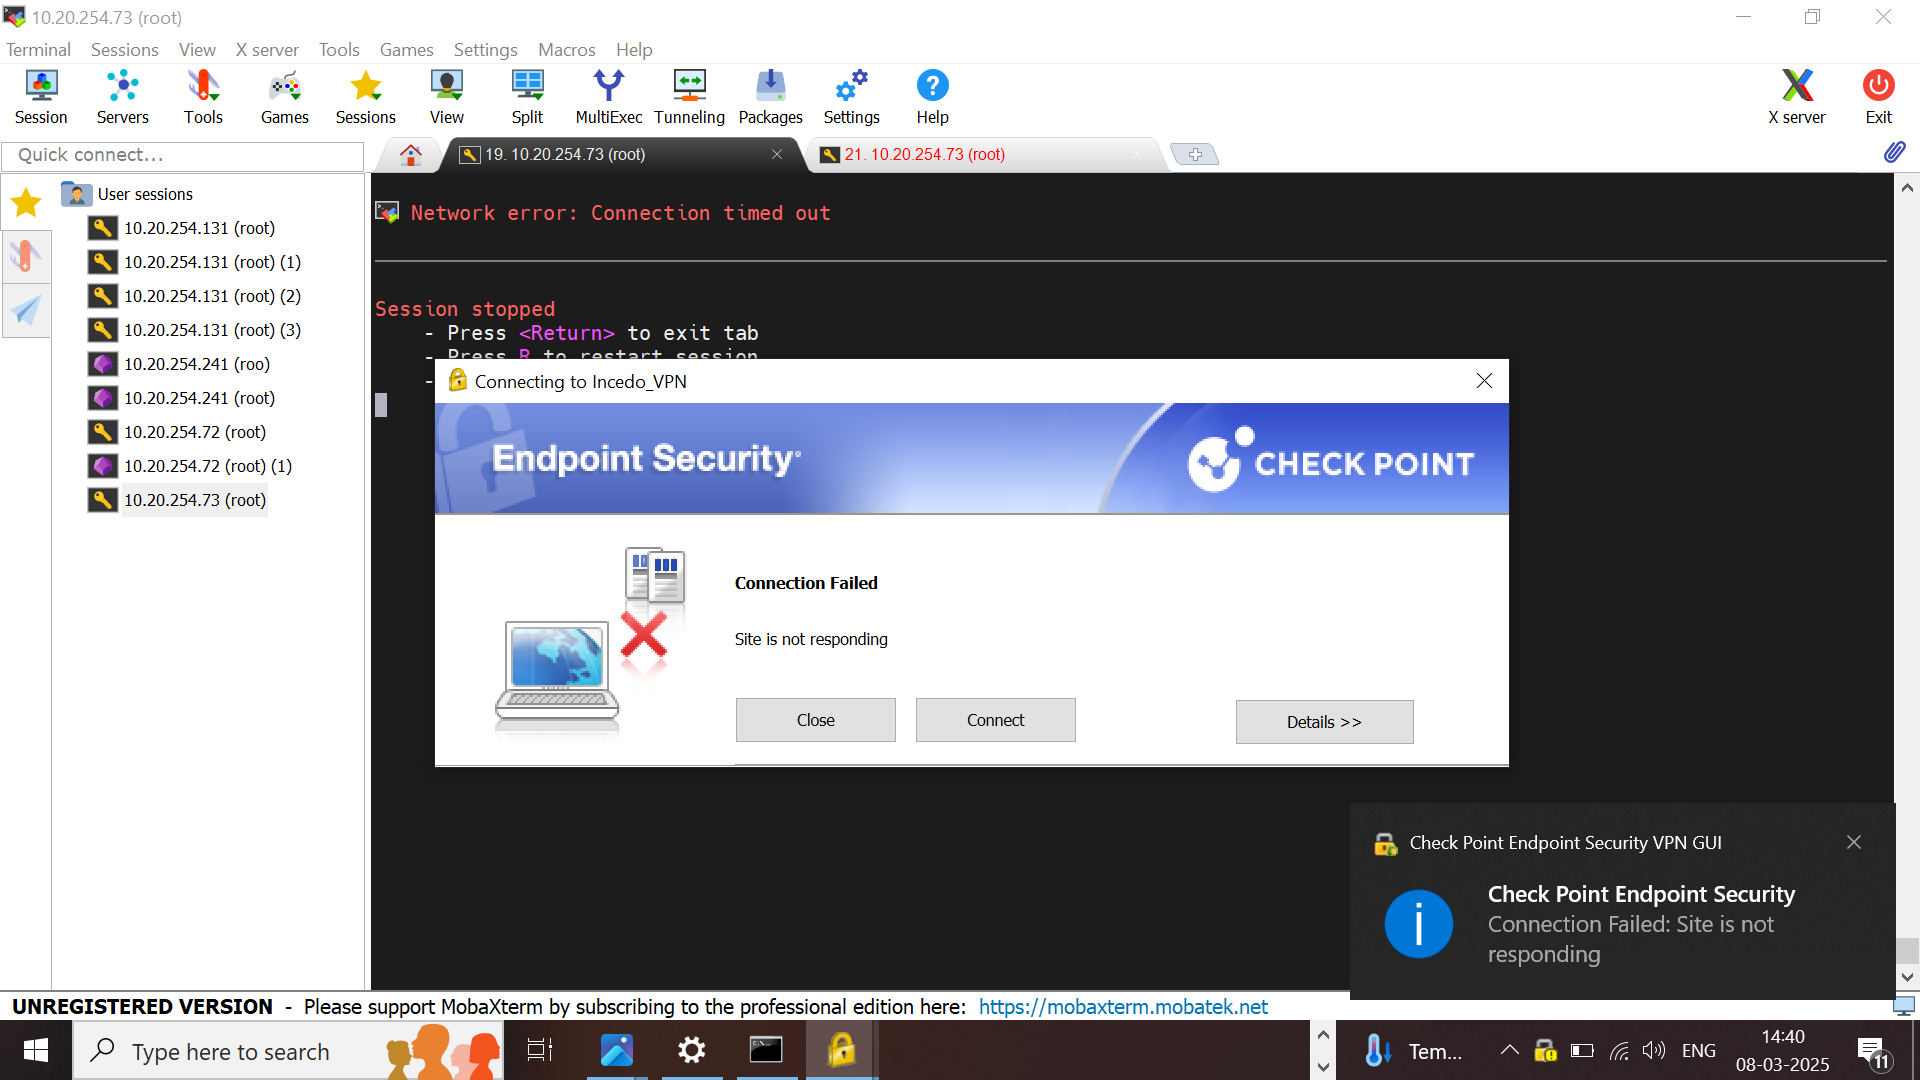 10.20.254.73 (root)
Terminal Sessions View X server Tools Games Settings Macros Help
Session Servers Tools Games Sessions View Split MultiExec Tunneling Packages Settings Help X server Exit
Quick connect...
19. 10.20.254.73 (root)
21. 10.20.254.73 (root)
User sessions
10.20.254.131 (root)
10.20.254.131 (root) (1)
10.20.254.131 (root) (2)
10.20.254.131 (root) (3)
10.20.254.241 (roo)
10.20.254.241 (root)
10.20.254.72 (root)
10.20.254.72 (root) (1)
10.20.254.73 (root)
Network error: Connection timed out
Session stopped
- Press <Return> to exit tab
- Press R to restart session
-
Connecting to Incedo_VPN
Endpoint Security
CHECK POINT
Connection Failed
Site is not responding
Close Connect Details >>
Check Point Endpoint Security VPN GUI
Check Point Endpoint Security
Connection Failed: Site is not
responding
UNREGISTERED VERSION - Please support MobaXterm by subscribing to the professional edition here: https://mobaxterm.mobatek.net
Type here to search
Tem...
ENG
14:40
08-03-2025
11